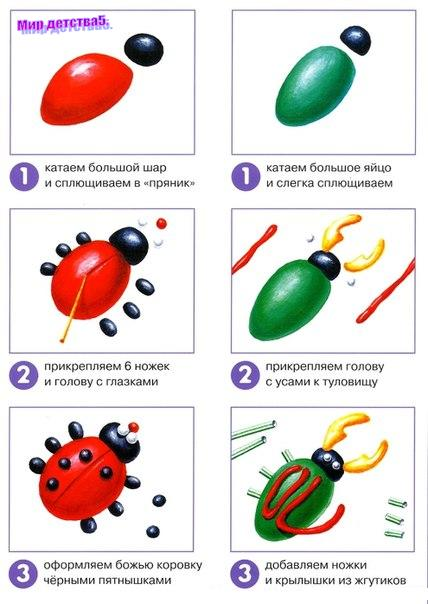 Мир детства5.
1 катаем большой шар
и сплющиваем в «пряник»
1 катаем большое яйцо
и слегка сплющиваем
2 прикрепляем 6 ножек
и голову с глазками
2 прикрепляем голову
с усами к туловищу
3 оформляем божью коровку
чёрными пятнышками
3 добавляем ножки
и крылышки из жгутиков